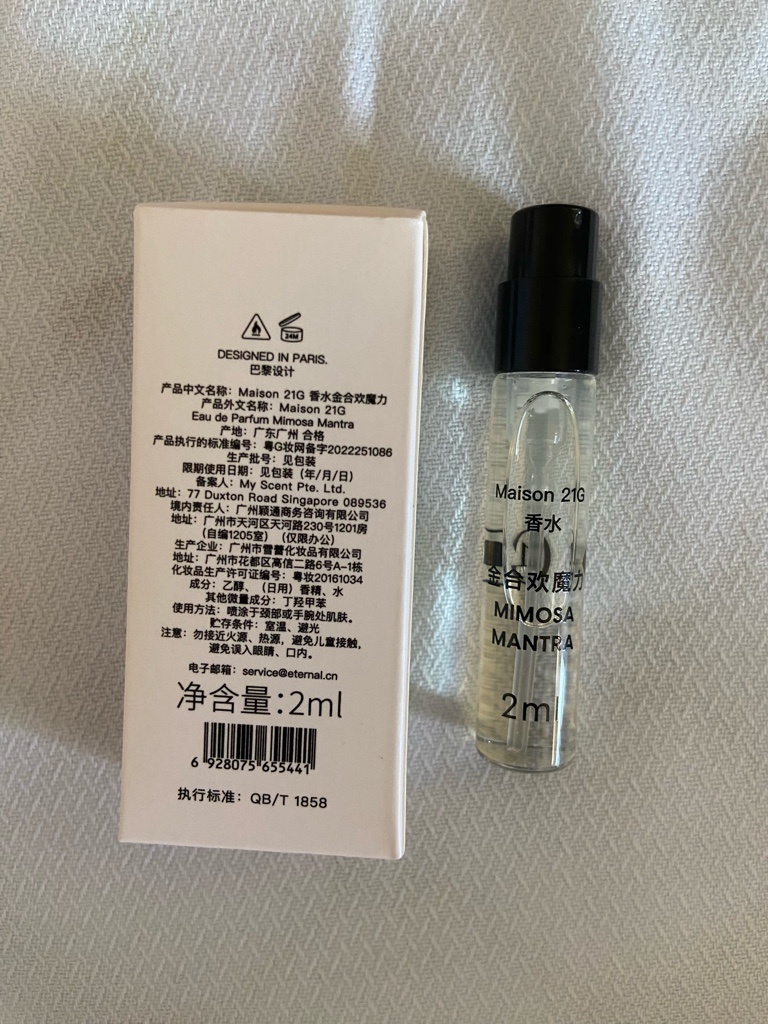 24M
DESIGNED IN PARIS.
巴黎设计
产品中文名称：Maison 21G 香水金合欢魔力
产品外文名称：Maison 21G
Eau de Parfum Mimosa Mantra
产地：广东广州 合格
产品执行的标准编号：粤G妆网备字2022251086
生产批号：见包装
限期使用日期：见包装（年/月/日）
备案人：My Scent Pte. Ltd.
地址：77 Duxton Road Singapore 089536
境内责任人：广州颖通商务咨询有限公司
地址：广州市天河区天河路230号1201房
（自编1205室）（仅限办公）
生产企业：广州市雪蕾化妆品有限公司
地址：广州市花都区高信二路6号A-1栋
化妆品生产许可证编号：粤妆20161034
成分：乙醇、（日用）香精、水
其他微量成分：丁羟甲苯
使用方法：喷涂于颈部或手腕处肌肤。
贮存条件：室温、避光
注意：勿接近火源、热源，避免儿童接触，
避免误入眼睛、口内。
电子邮箱：service@eternal.cn
净含量：2ml
6 928075 655441
执行标准：QB/T 1858
Maison 21G
香水
金合欢魔力
MIMOSA
MANTRA
2ml